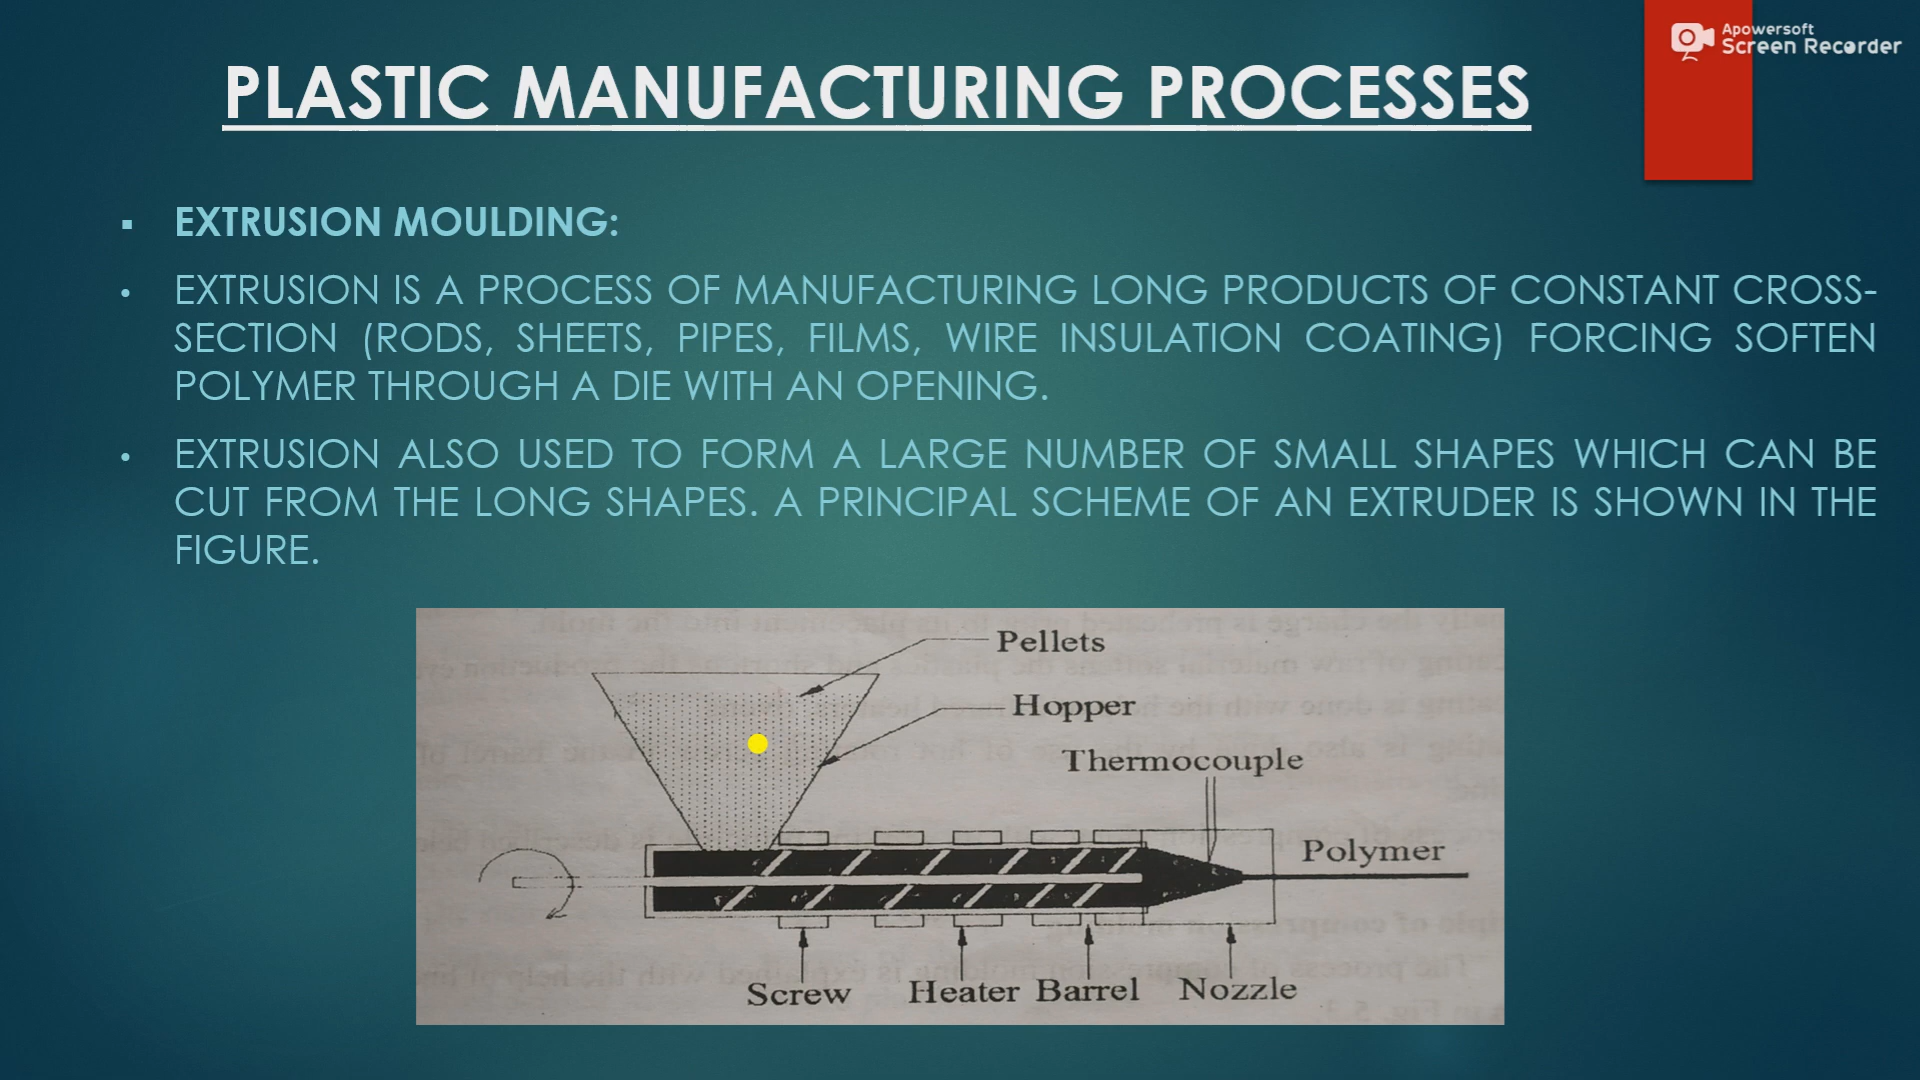 Apowersoft
Screen Recorder
PLASTIC MANUFACTURING PROCESSES
▪ EXTRUSION MOULDING:
• EXTRUSION IS A PROCESS OF MANUFACTURING LONG PRODUCTS OF CONSTANT CROSS-
SECTION (RODS, SHEETS, PIPES, FILMS, WIRE INSULATION COATING) FORCING SOFTEN
POLYMER THROUGH A DIE WITH AN OPENING.
• EXTRUSION ALSO USED TO FORM A LARGE NUMBER OF SMALL SHAPES WHICH CAN BE
CUT FROM THE LONG SHAPES. A PRINCIPAL SCHEME OF AN EXTRUDER IS SHOWN IN THE
FIGURE.
Pellets
Hopper
Thermocouple
Polymer
Screw Heater Barrel Nozzle